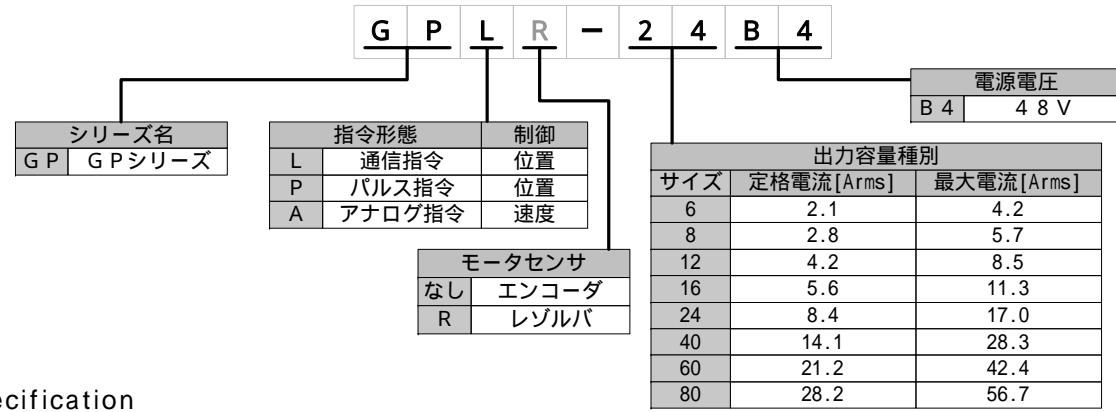 GPLR-24B4
電源電圧
B4 48V
シリーズ名
GP GPシリーズ
指令形態 制御
L 通信指令 位置
P パルス指令 位置
A アナログ指令 速度
モータセンサ
なし エンコーダ
R レゾルバ
出力容量種別
サイズ 定格電流[Arms] 最大電流[Arms]
6 2.1 4.2
8 2.8 5.7
12 4.2 8.5
16 5.6 11.3
24 8.4 17.0
40 14.1 28.3
60 21.2 42.4
80 28.2 56.7
ecification